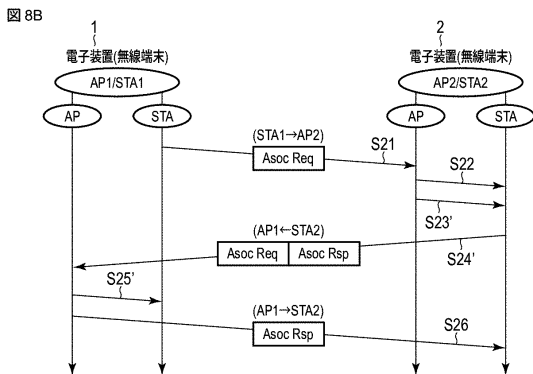 図 8B
1
2
電子装置(無線端末)
電子装置(無線端末)
AP1/STA1
AP2/STA2
AP
STA
AP
STA
(STA1→AP2)
Asoc Req
S21
S22
S23'
(AP1←STA2)
Asoc Req
Asoc Rsp
S24'
S25'
(AP1→STA2)
Asoc Rsp
S26